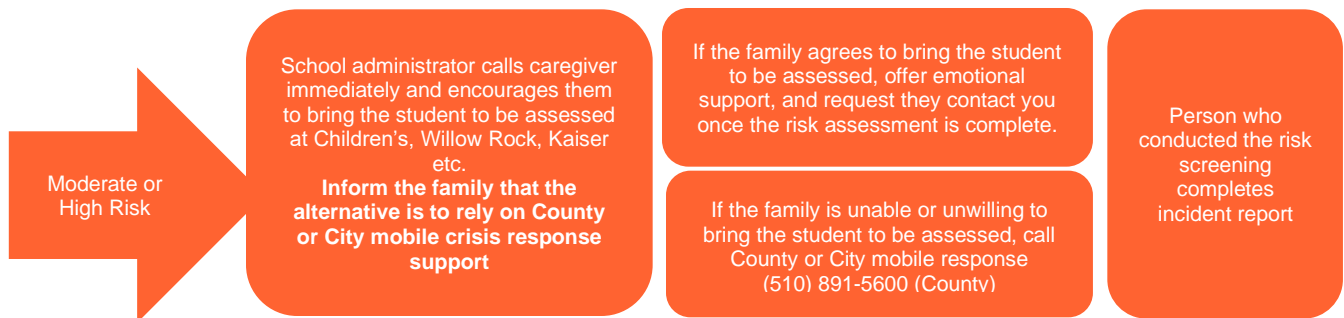 Moderate or
High Risk
School administrator calls caregiver
immediately and encourages them
to bring the student to be assessed
at Children's, Willow Rock, Kaiser
etc.
Inform the family that the
alternative is to rely on County
or City mobile crisis response
support
If the family agrees to bring the student
to be assessed, offer emotional
support, and request they contact you
once the risk assessment is complete.
If the family is unable or unwilling to
bring the student to be assessed, call
County or City mobile response
(510) 891-5600 (County)
Person who
conducted the risk
screening
completes
incident report